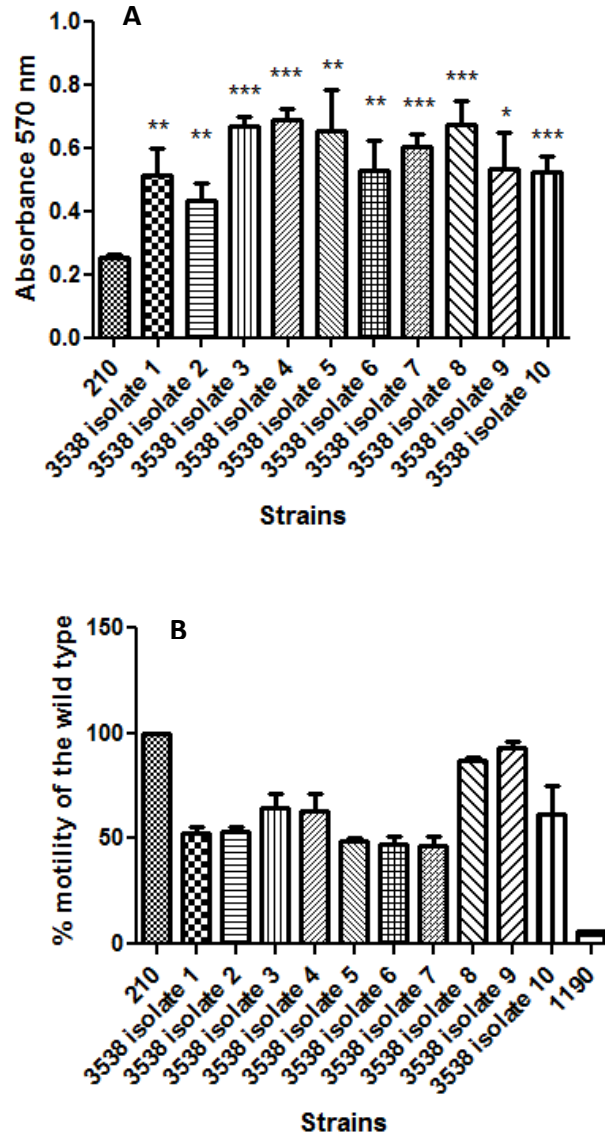 A
1.0
0.8
0.6
0.4
0.2
0.0
Absorbance 570 nm
** ** *** *** ** ** *** *** * ***
210
3538 isolate 1
3538 isolate 2
3538 isolate 3
3538 isolate 4
3538 isolate 5
3538 isolate 6
3538 isolate 7
3538 isolate 8
3538 isolate 9
3538 isolate 10
Strains
B
150
100
50
0
% motility of the wild type
210
3538 isolate 1
3538 isolate 2
3538 isolate 3
3538 isolate 4
3538 isolate 5
3538 isolate 6
3538 isolate 7
3538 isolate 8
3538 isolate 9
3538 isolate 10
1190
Strains